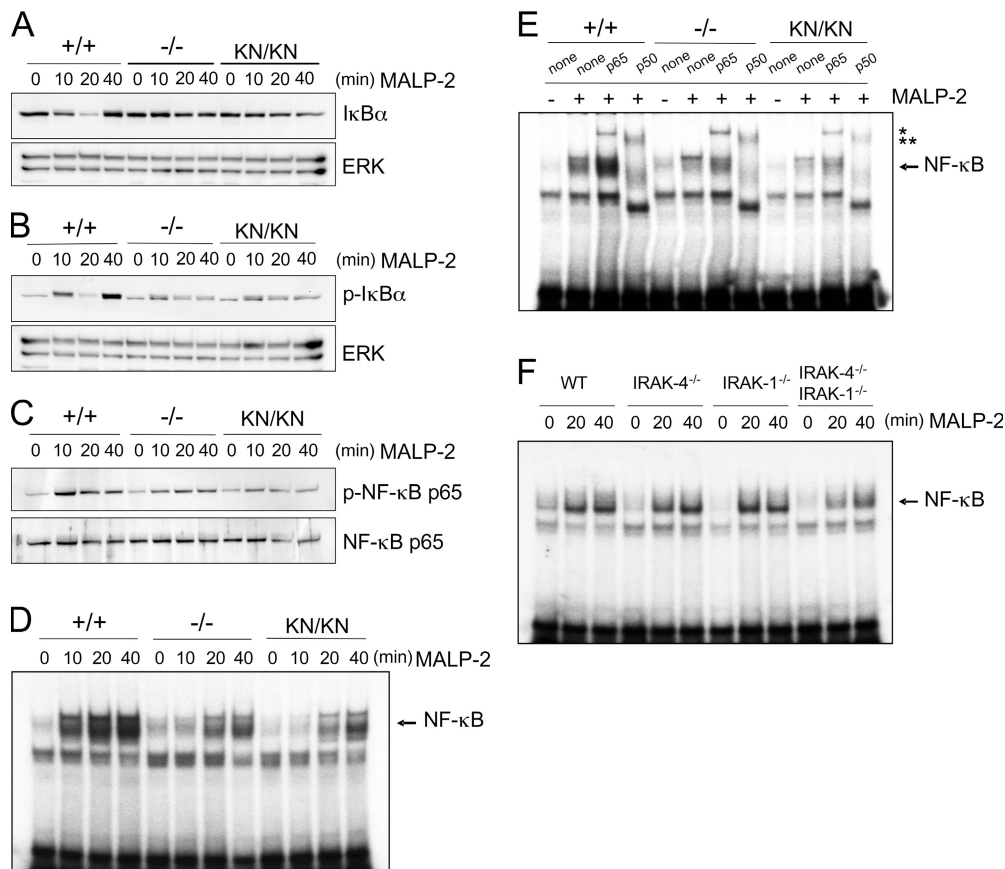 A
+/+ -/- KN/KN
0 10 20 40 0 10 20 40 0 10 20 40 (min) MALP-2
IκBα
ERK
B
+/+ -/- KN/KN
0 10 20 40 0 10 20 40 0 10 20 40 (min) MALP-2
p-IκBα
ERK
C
+/+ -/- KN/KN
0 10 20 40 0 10 20 40 0 10 20 40 (min) MALP-2
p-NF-κB p65
NF-κB p65
D
+/+ -/- KN/KN
0 10 20 40 0 10 20 40 0 10 20 40 (min) MALP-2
← NF-κB
E
+/+ -/- KN/KN
none none p65 p50 none none p65 p50 none none p65 p50
- + + + - + + + - + + + MALP-2
*
**
← NF-κB
F
WT IRAK-4-/- IRAK-1-/- IRAK-4-/-
IRAK-1-/-
0 20 40 0 20 40 0 20 40 0 20 40 (min) MALP-2
← NF-κB